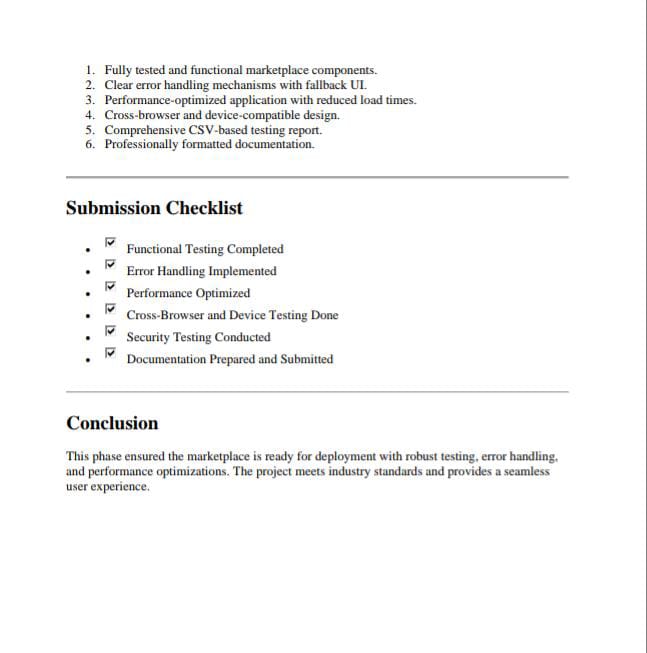 1. Fully tested and functional marketplace components.
2. Clear error handling mechanisms with fallback UI.
3. Performance-optimized application with reduced load times.
4. Cross-browser and device-compatible design.
5. Comprehensive CSV-based testing report.
6. Professionally formatted documentation.
Submission Checklist
• ☑ Functional Testing Completed
• ☑ Error Handling Implemented
• ☑ Performance Optimized
• ☑ Cross-Browser and Device Testing Done
• ☑ Security Testing Conducted
• ☑ Documentation Prepared and Submitted
Conclusion
This phase ensured the marketplace is ready for deployment with robust testing, error handling,
and performance optimizations. The project meets industry standards and provides a seamless
user experience.